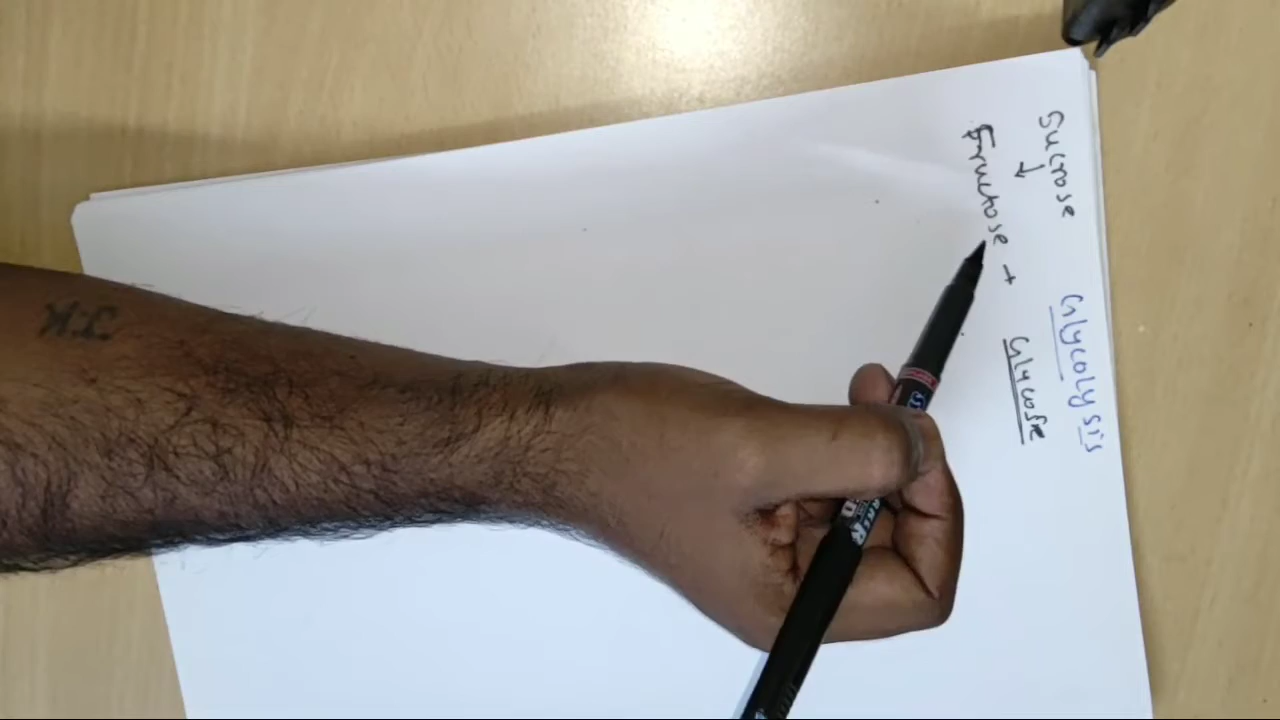 Glycolysis
Sucrose
↓
Fructose + Glucose
J.K